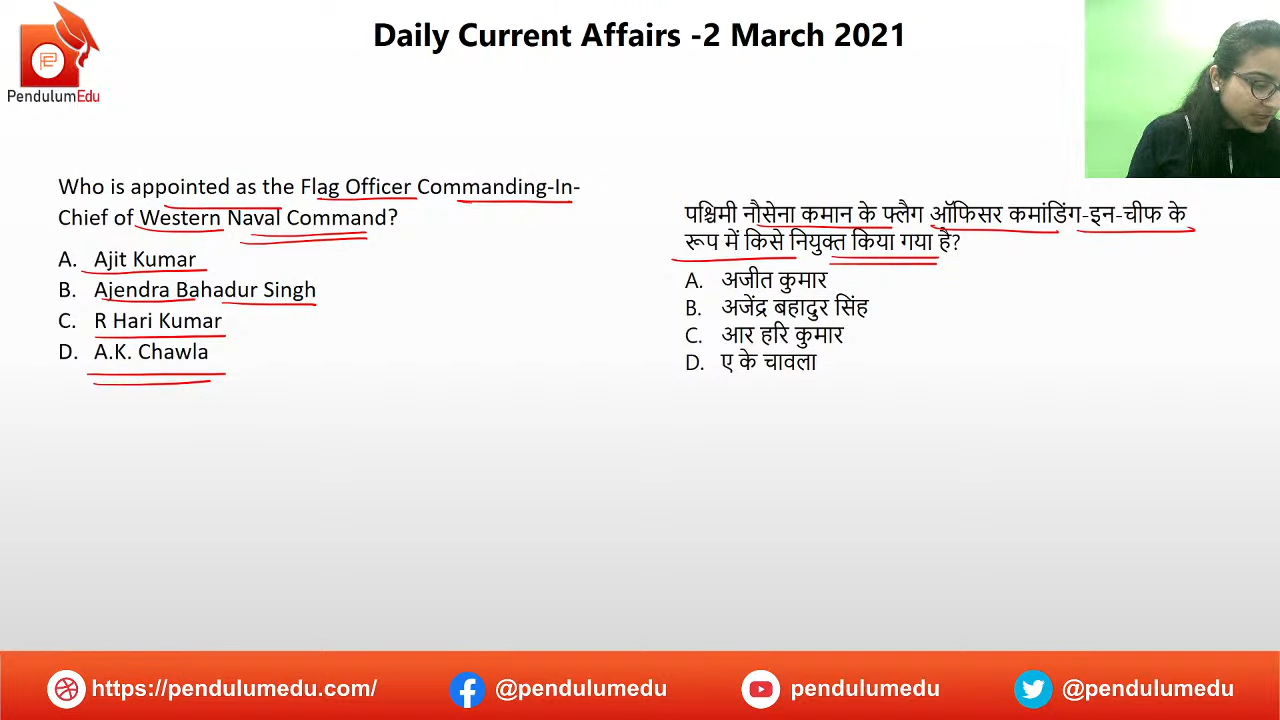 Daily Current Affairs -2 March 2021
PendulumEdu
Who is appointed as the Flag Officer Commanding-In-
Chief of Western Naval Command?
A. Ajit Kumar
B. Ajendra Bahadur Singh
C. R Hari Kumar
D. A.K. Chawla
पश्चिमी नौसेना कमान के फ्लैग ऑफिसर कमांडिंग-इन-चीफ के
रूप में किसे नियुक्त किया गया है?
A. अजीत कुमार
B. अजेंद्र बहादुर सिंह
C. आर हरि कुमार
D. ए के चावला
https://pendulumedu.com/ @pendulumedu pendulumedu @pendulumedu